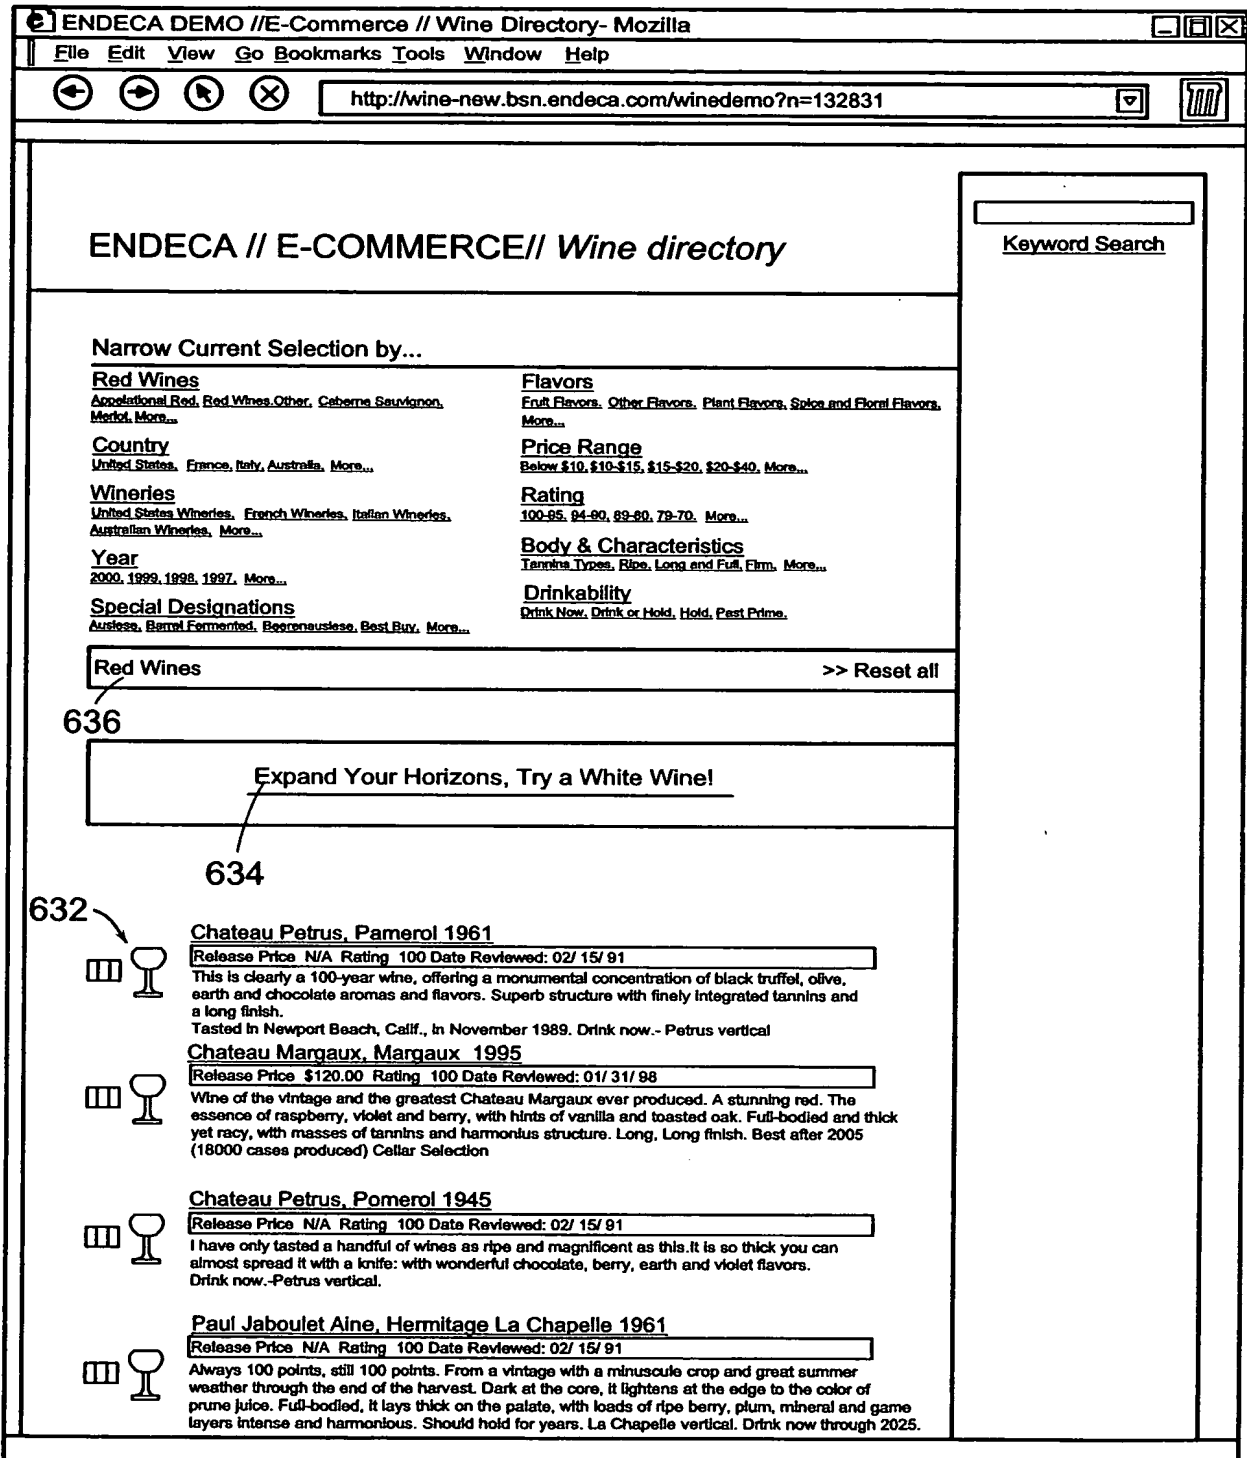 ENDECA DEMO //E-Commerce // Wine Directory- Mozilla
File Edit View Go Bookmarks Tools Window Help
http://wine-new.bsn.endeca.com/winedemo?n=132831
ENDECA // E-COMMERCE// Wine directory
Keyword Search
Narrow Current Selection by...
Red Wines
Appelational Red, Red Wines.Other, Caberne Sauvignon,
Merlot, More...
Country
United States, France, Italy, Australia, More...
Wineries
United States Wineries, French Wineries, Italian Wineries,
Australian Wineries, More...
Year
2000, 1999, 1998, 1997, More...
Special Designations
Auslese, Barrel Fermented, Beerenauslese, Best Buy, More...
Flavors
Fruit Flavors, Other Flavors, Plant Flavors, Spice and Floral Flavors,
More...
Price Range
Below $10, $10-$15, $15-$20, $20-$40, More...
Rating
100-95, 94-90, 89-80, 79-70. More...
Body & Characteristics
Tannins Types, Ripe, Long and Full, Firm, More...
Drinkability
Drink Now, Drink or Hold, Hold, Past Prime.
Red Wines >> Reset all
636
Expand Your Horizons, Try a White Wine!
634
632
Chateau Petrus, Pamerol 1961
Release Price N/A Rating 100 Date Reviewed: 02/ 15/ 91
This is clearly a 100-year wine, offering a monumental concentration of black truffel, olive,
earth and chocolate aromas and flavors. Superb structure with finely integrated tannins and
a long finish.
Tasted in Newport Beach, Calif., in November 1989. Drink now.- Petrus vertical
Chateau Margaux, Margaux 1995
Release Price $120.00 Rating 100 Date Reviewed: 01/ 31/ 98
Wine of the vintage and the greatest Chateau Margaux ever produced. A stunning red. The
essence of raspberry, violet and berry, with hints of vanilla and toasted oak. Full-bodied and thick
yet racy, with masses of tannins and harmonius structure. Long, Long finish. Best after 2005
(18000 cases produced) Cellar Selection
Chateau Petrus, Pomerol 1945
Release Price N/A Rating 100 Date Reviewed: 02/ 15/ 91
I have only tasted a handful of wines as ripe and magnificent as this.It is so thick you can
almost spread it with a knife: with wonderful chocolate, berry, earth and violet flavors.
Drink now.-Petrus vertical.
Paul Jaboulet Aine, Hermitage La Chapelle 1961
Release Price N/A Rating 100 Date Reviewed: 02/ 15/ 91
Always 100 points, still 100 points. From a vintage with a minuscule crop and great summer
weather through the end of the harvest. Dark at the core, it lightens at the edge to the color of
prune juice. Full-bodied, it lays thick on the palate, with loads of ripe berry, plum, mineral and game
layers intense and harmonious. Should hold for years. La Chapelle vertical. Drink now through 2025.